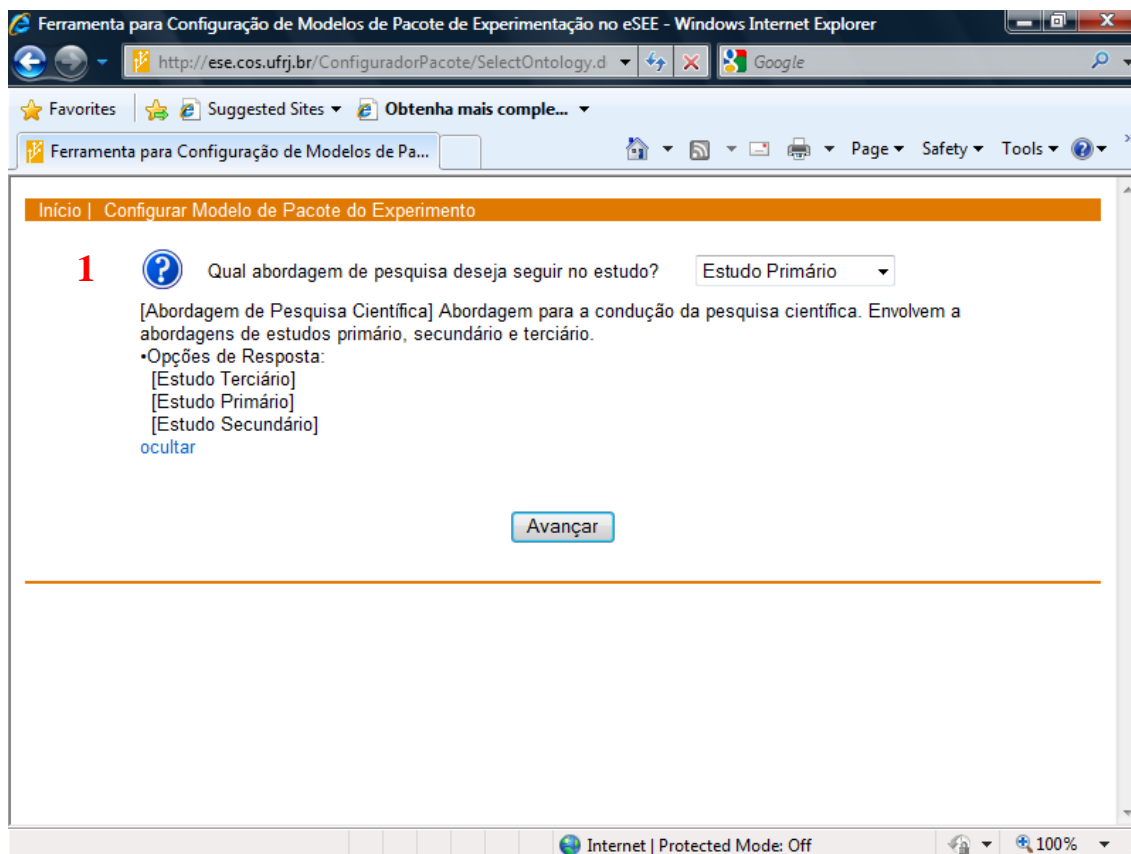 Ferramenta para Configuração de Modelos de Pacote de Experimentação no eSEE - Windows Internet Explorer
http://ese.cos.ufrj.br/ConfiguradorPacote/SelectOntology.d
Google
Favorites
Suggested Sites
Obtenha mais comple...
Ferramenta para Configuração de Modelos de Pa...
Page
Safety
Tools
Início | Configurar Modelo de Pacote do Experimento
1
Qual abordagem de pesquisa deseja seguir no estudo?
Estudo Primário
[Abordagem de Pesquisa Científica] Abordagem para a condução da pesquisa científica. Envolvem a
abordagens de estudos primário, secundário e terciário.
•Opções de Resposta:
[Estudo Terciário]
[Estudo Primário]
[Estudo Secundário]
ocultar
Avançar
Internet | Protected Mode: Off
100%